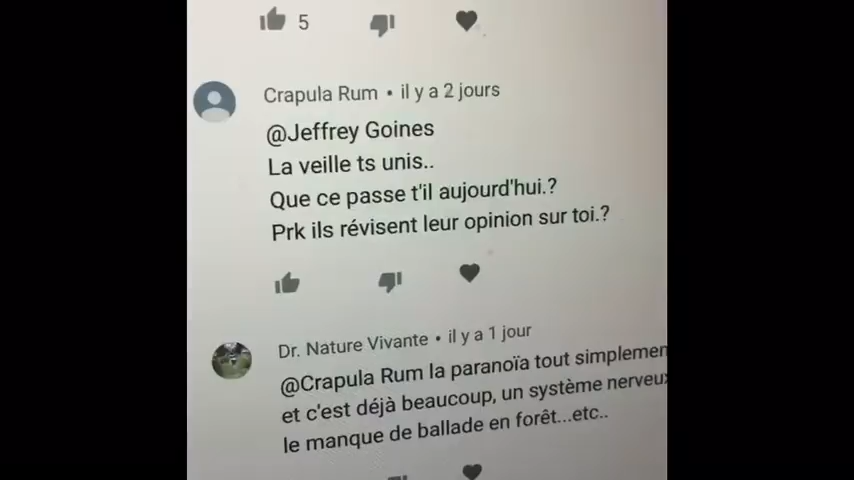 5
Crapula Rum • il y a 2 jours
@Jeffrey Goines
La veille ts unis..
Que ce passe t'il aujourd'hui.?
Prk ils révisent leur opinion sur toi.?
Dr. Nature Vivante • il y a 1 jour
@Crapula Rum la paranoïa tout simplemen
et c'est déjà beaucoup, un système nerveux
le manque de ballade en forêt...etc..